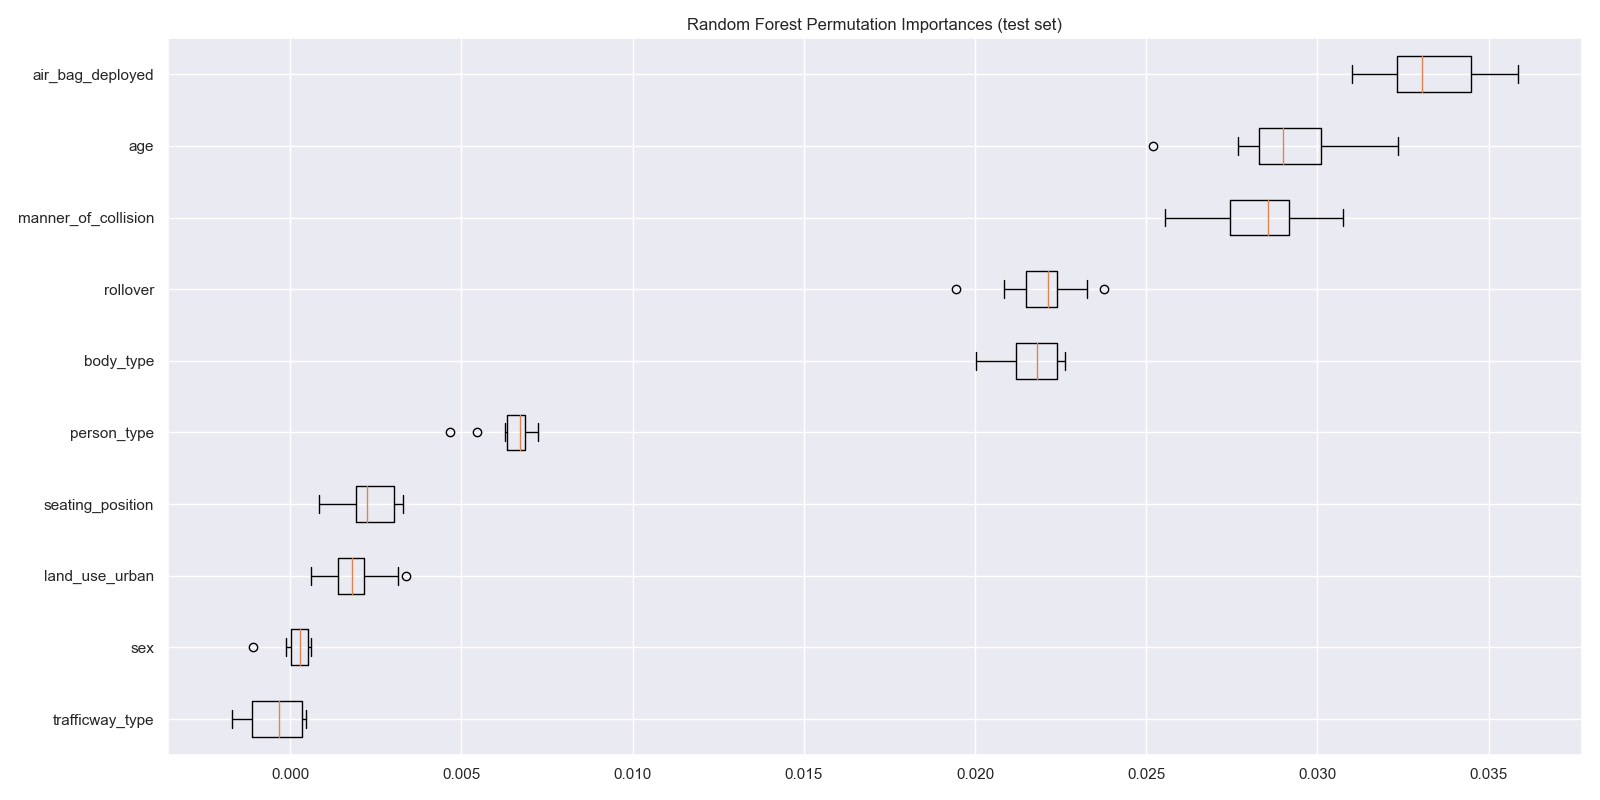 Random Forest Permutation Importances (test set)
air_bag_deployed
age
manner_of_collision
rollover
body_type
person_type
seating_position
land_use_urban
sex
trafficway_type
0.000 0.005 0.010 0.015 0.020 0.025 0.030 0.035